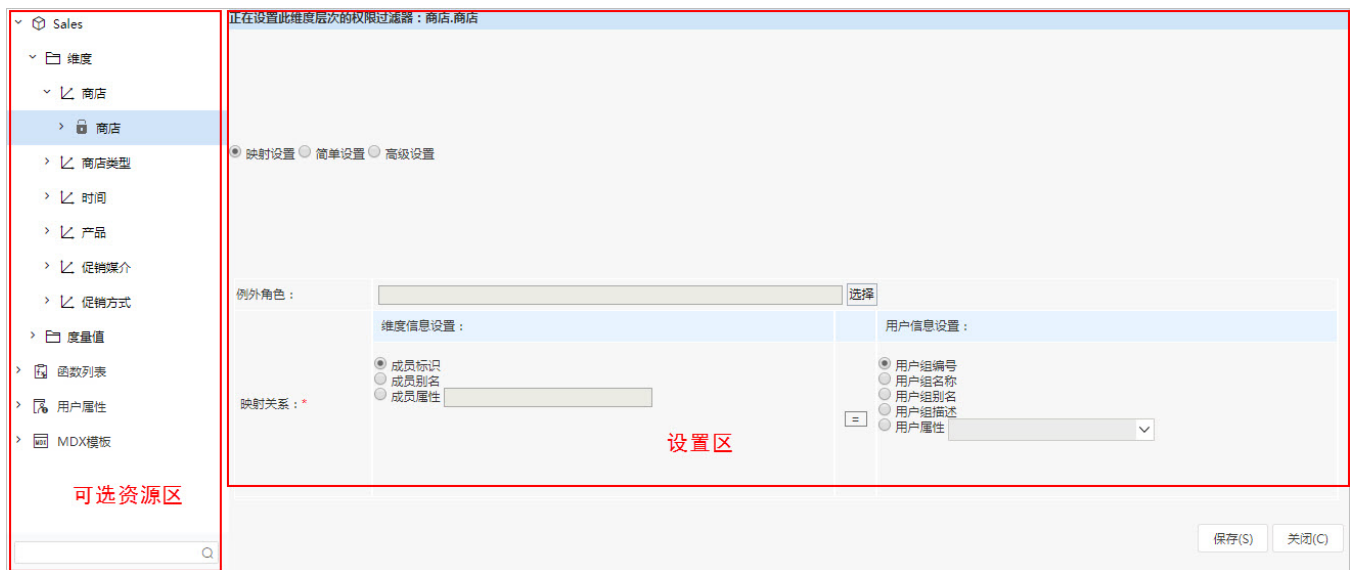 Sales
维度
商店
商店
商店类型
时间
产品
促销媒介
促销方式
度量值
函数列表
用户属性
MDX模板
可选资源区
正在设置此维度层次的权限过滤器：商店.商店
映射设置 简单设置 高级设置
例外角色： 选择
维度信息设置： 用户信息设置：
映射关系：*
成员标识
成员别名
成员属性
=
用户组编号
用户组名称
用户组别名
用户组描述
用户属性
设置区
保存(S) 关闭(C)